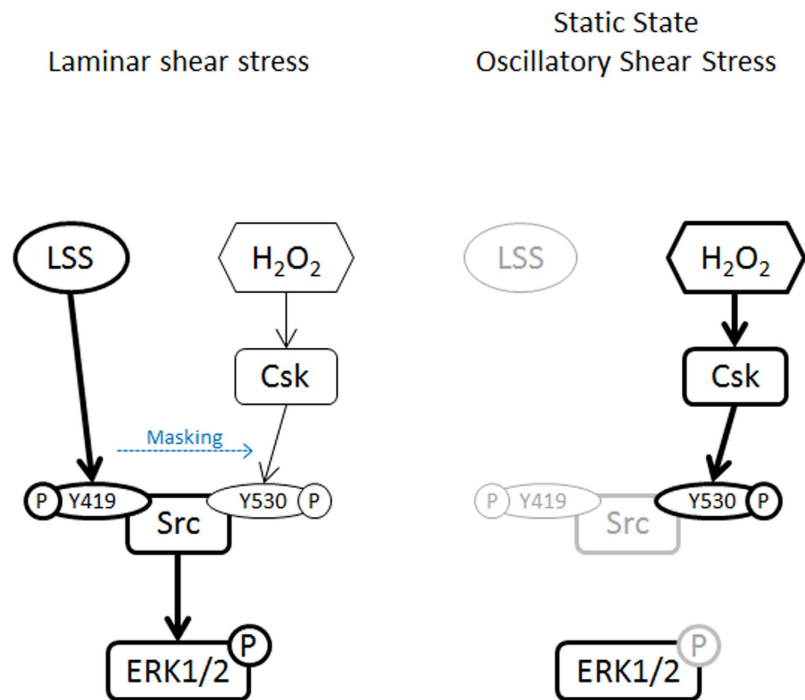 Laminar shear stress
Static State
Oscillatory Shear Stress
LSS
H₂O₂
Csk
Masking
P
Y419
Src
Y530
P
P
ERK1/2
LSS
H₂O₂
Csk
P
Y419
Src
Y530
P
P
ERK1/2